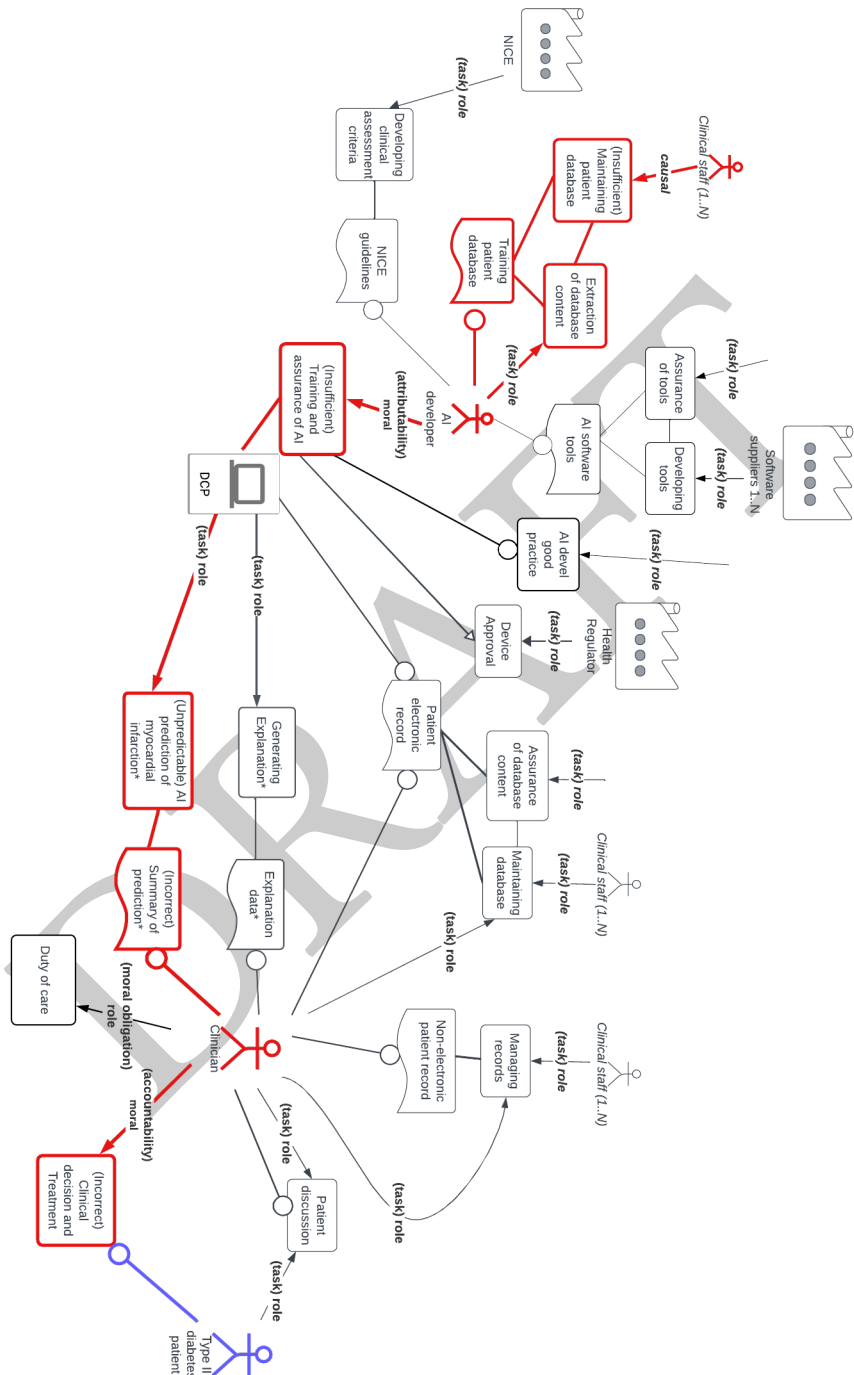 NICE
(task) role
Developing
clinical
assessment
criteria
NICE
guidelines
Clinical staff (1..N)
causal
(Insufficient)
Maintaining
patient
database
Training
patient
database
Extraction
of database
content
(task) role
AI
developer
(attributability)
moral
(Insufficient)
Training and
assurance of AI
(task) role
Assurance
of tools
Software
suppliers 1..N
(task) role
Developing
tools
AI software
tools
(task) role
AI devel
good
practice
Health
Regulator
(task) role
Device
Approval
DCP
(task) role
(task) role
Generating
Explanation*
Explanation
data*
(Unpredictable) AI
prediction of
myocardial
infarction*
(Incorrect)
Summary of
prediction*
Patient
electronic
record
(task) role
Assurance
of database
content
Clinical staff (1..N)
(task) role
Maintaining
database
(task) role
Clinical staff (1..N)
(task) role
Managing
records
Non-electronic
patient record
(task) role
Clinician
(moral obligation)
role
Duty of care
(accountability)
moral
(Incorrect)
Clinical
decision and
Treatment
(task) role
Patient
discussion
(task) role
Type II
diabetes
patient
DRAFT